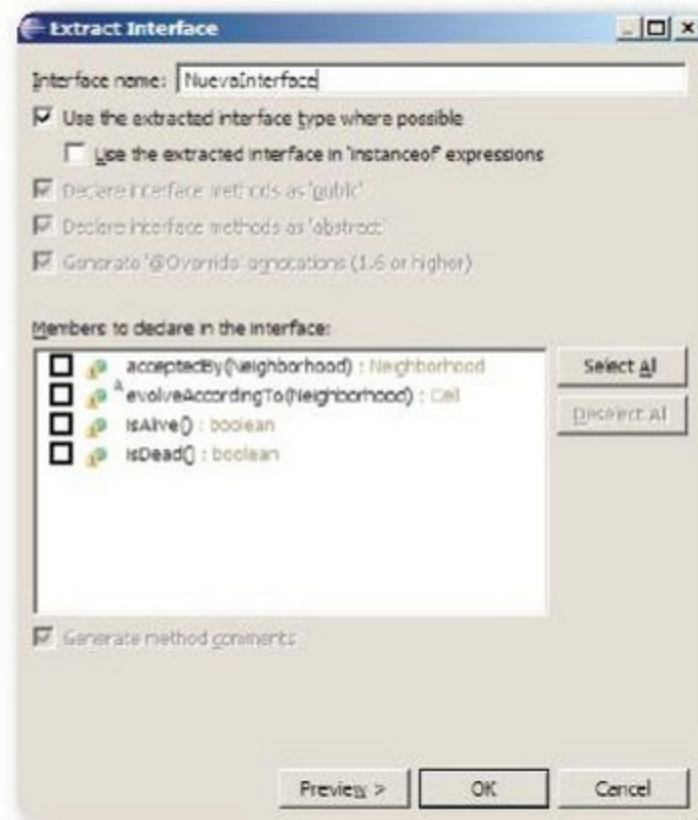 Extract Interface
Interface name: NuevaInterface
Use the extracted interface type where possible
Use the extracted interface in 'instanceof' expressions
Declare interface methods as 'public'
Declare interface methods as 'abstract'
Generate '@Override' annotations (1.6 or higher)
Members to declare in the interface:
acceptedBy(Neighborhood) : Neighborhood
A evolveAccordingTo(Neighborhood) : Cell
isAlive() : boolean
isDead() : boolean
Select All
Deselect All
Generate method comments
Preview >
OK
Cancel